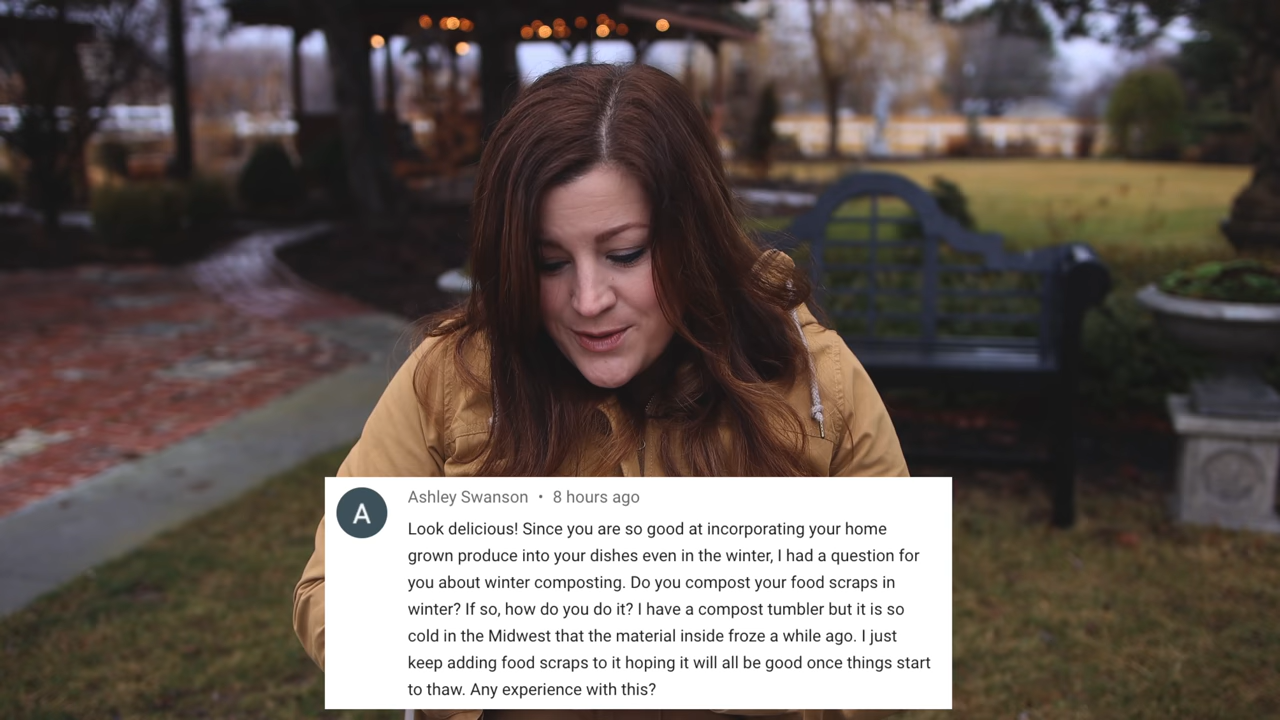 A
Ashley Swanson • 8 hours ago
Look delicious! Since you are so good at incorporating your home
grown produce into your dishes even in the winter, I had a question for
you about winter composting. Do you compost your food scraps in
winter? If so, how do you do it? I have a compost tumbler but it is so
cold in the Midwest that the material inside froze a while ago. I just
keep adding food scraps to it hoping it will all be good once things start
to thaw. Any experience with this?